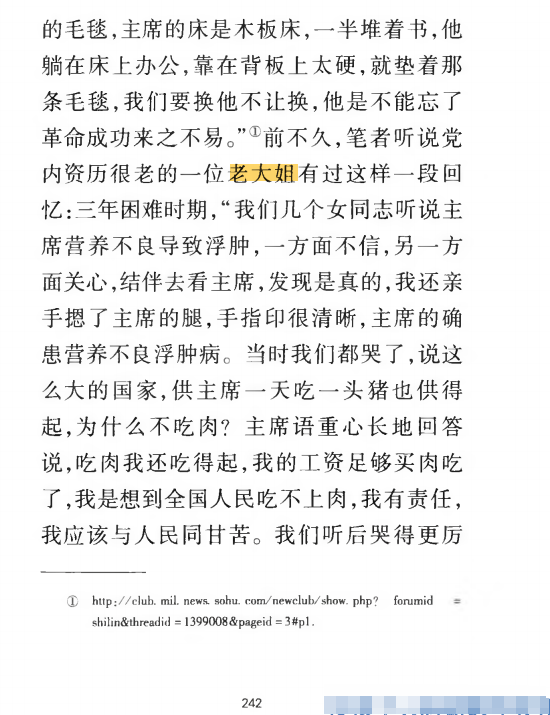 的毛毯,主席的床是木板床,一半堆着书,他
躺在床上办公,靠在背板上太硬,就垫着那
条毛毯,我们要换他不让换,他是不能忘了
革命成功来之不易。”①前不久,笔者听说党
内资历很老的一位老大姐有过这样一段回
忆:三年困难时期,“我们几个女同志听说主
席营养不良导致浮肿,一方面不信,另一方
面关心,结伴去看主席,发现是真的,我还亲
手摁了主席的腿,手指印很清晰,主席的确
患营养不良浮肿病。当时我们都哭了,说这
么大的国家,供主席一天吃一头猪也供得
起,为什么不吃肉?主席语重心长地回答
说,吃肉我还吃得起,我的工资足够买肉吃
了,我是想到全国人民吃不上肉,我有责任,
我应该与人民同甘苦。我们听后哭得更厉
① http://club. mil. news. sohu. com/newclub/show. php? forumid =
shilin&threadid = 1399008&pageid = 3#p1.
242